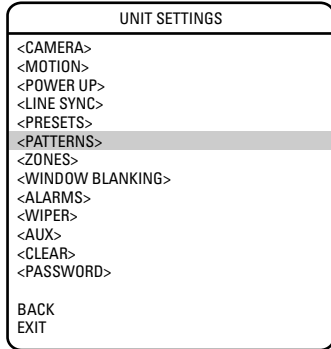 UNIT SETTINGS
<CAMERA>
<MOTION>
<POWER UP>
<LINE SYNC>
<PRESETS>
<PATTERNS>
<ZONES>
<WINDOW BLANKING>
<ALARMS>
<WIPER>
<AUX>
<CLEAR>
<PASSWORD>
BACK
EXIT